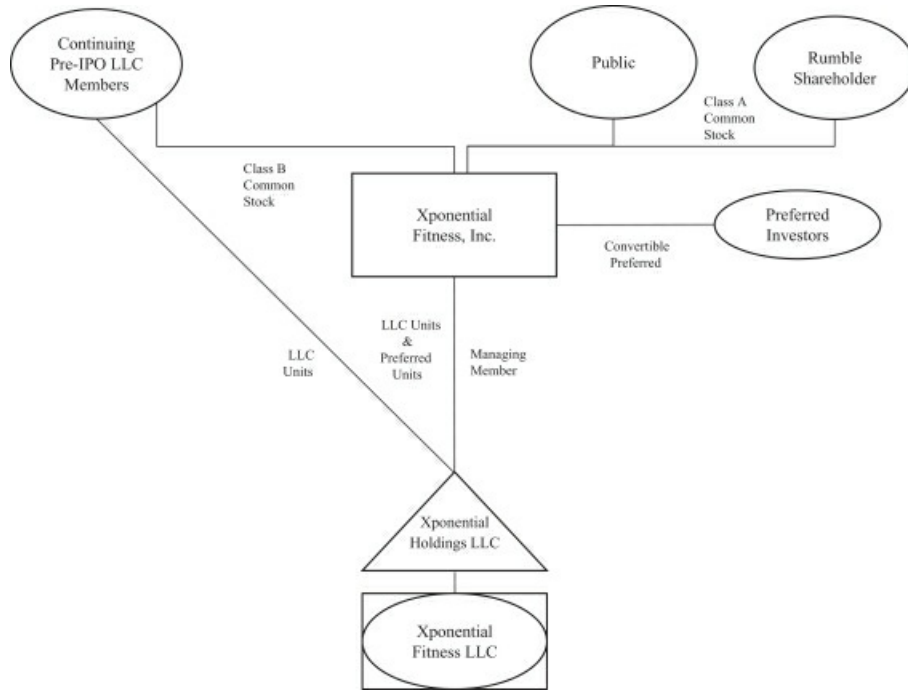 Continuing
Pre-IPO LLC
Members
Public
Rumble
Shareholder
Class A
Common
Stock
Class B
Common
Stock
Xponential
Fitness, Inc.
Preferred
Investors
Convertible
Preferred
LLC Units
&
Preferred
Units
Managing
Member
LLC
Units
Xponential
Holdings LLC
Xponential
Fitness LLC